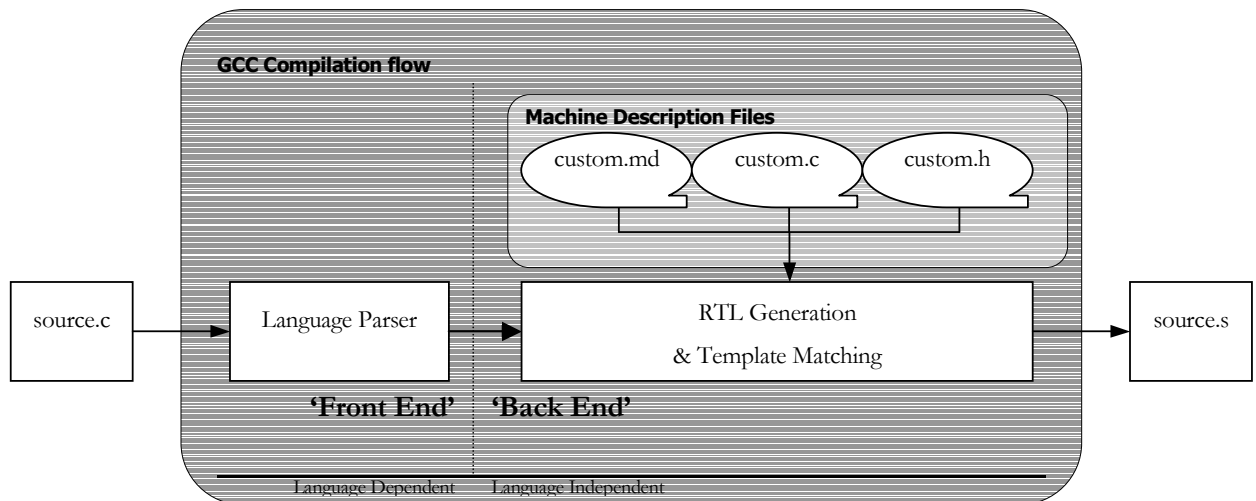 GCC Compilation flow
Machine Description Files
custom.md
custom.c
custom.h
source.c
Language Parser
RTL Generation
& Template Matching
source.s
‘Front End’
‘Back End’
Language Dependent
Language Independent